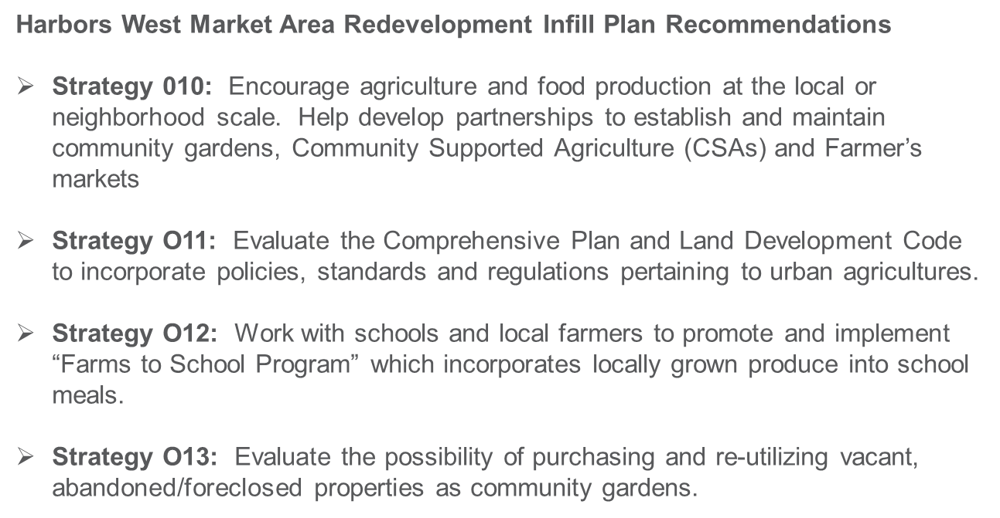 Harbors West Market Area Redevelopment Infill Plan Recommendations
➢ Strategy 010: Encourage agriculture and food production at the local or
neighborhood scale. Help develop partnerships to establish and maintain
community gardens, Community Supported Agriculture (CSAs) and Farmer’s
markets
➢ Strategy O11: Evaluate the Comprehensive Plan and Land Development Code
to incorporate policies, standards and regulations pertaining to urban agricultures.
➢ Strategy O12: Work with schools and local farmers to promote and implement
“Farms to School Program” which incorporates locally grown produce into school
meals.
➢ Strategy O13: Evaluate the possibility of purchasing and re-utilizing vacant,
abandoned/foreclosed properties as community gardens.